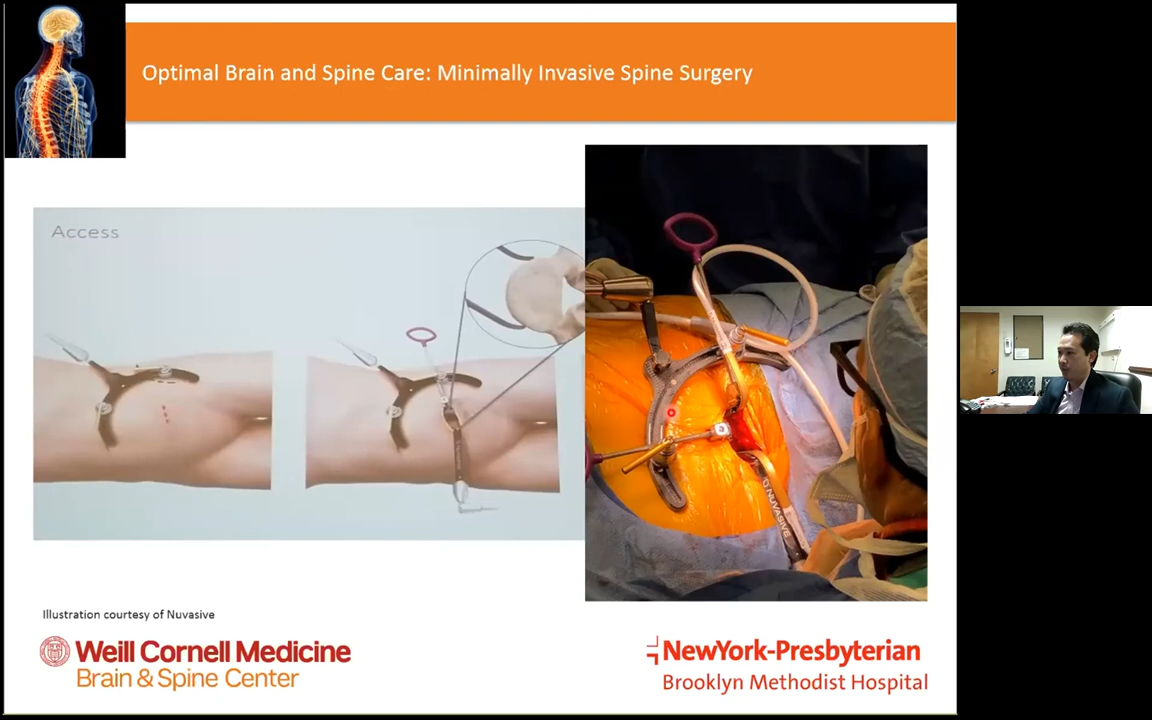 Optimal Brain and Spine Care: Minimally Invasive Spine Surgery
Access
NUVASIVE
Illustration courtesy of Nuvasive
Weill Cornell Medicine
Brain & Spine Center
NewYork-Presbyterian
Brooklyn Methodist Hospital